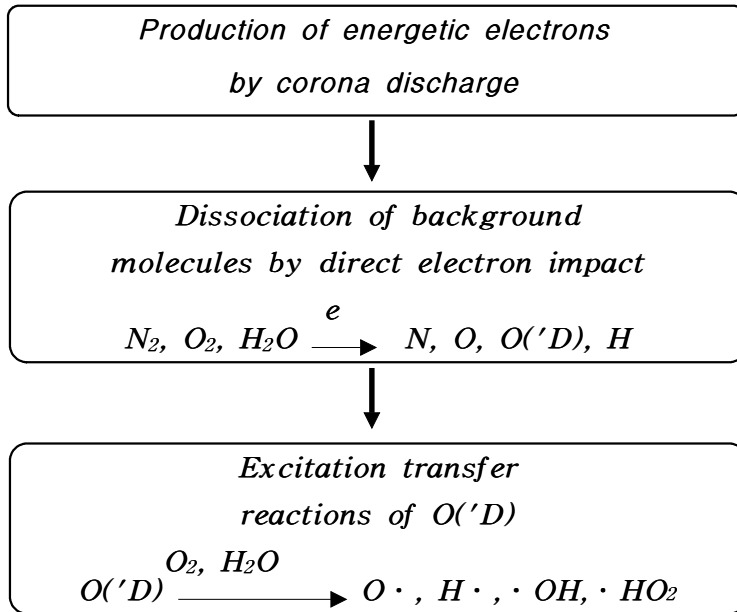 Production of energetic electrons
by corona discharge
Dissociation of background
molecules by direct electron impact
e
N₂, O₂, H₂O → N, O, O('D), H
Excitation transfer
reactions of O('D)
O₂, H₂O
O('D) → O·, H·, ·OH, ·HO₂